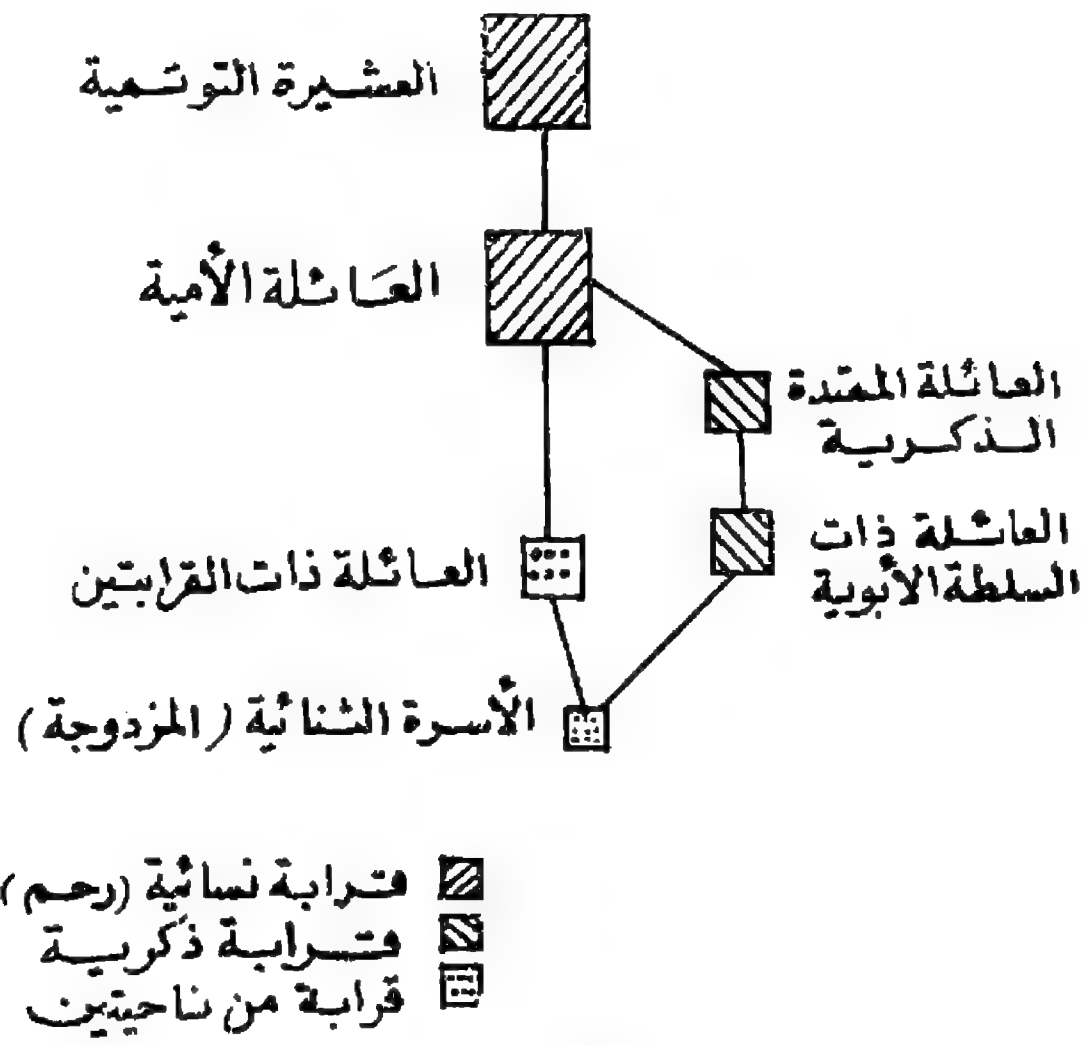 العشيرة التوتمية
العائلة الأمية
العائلة الممتدة
الذكرية
العائلة ذات
السلطة الأبوية
العائلة ذات القرابتين
الأسرة الثنائية (المزدوجة)
قرابة نسائية (رحم)
قرابة ذكرية
قرابة من ناحيتين